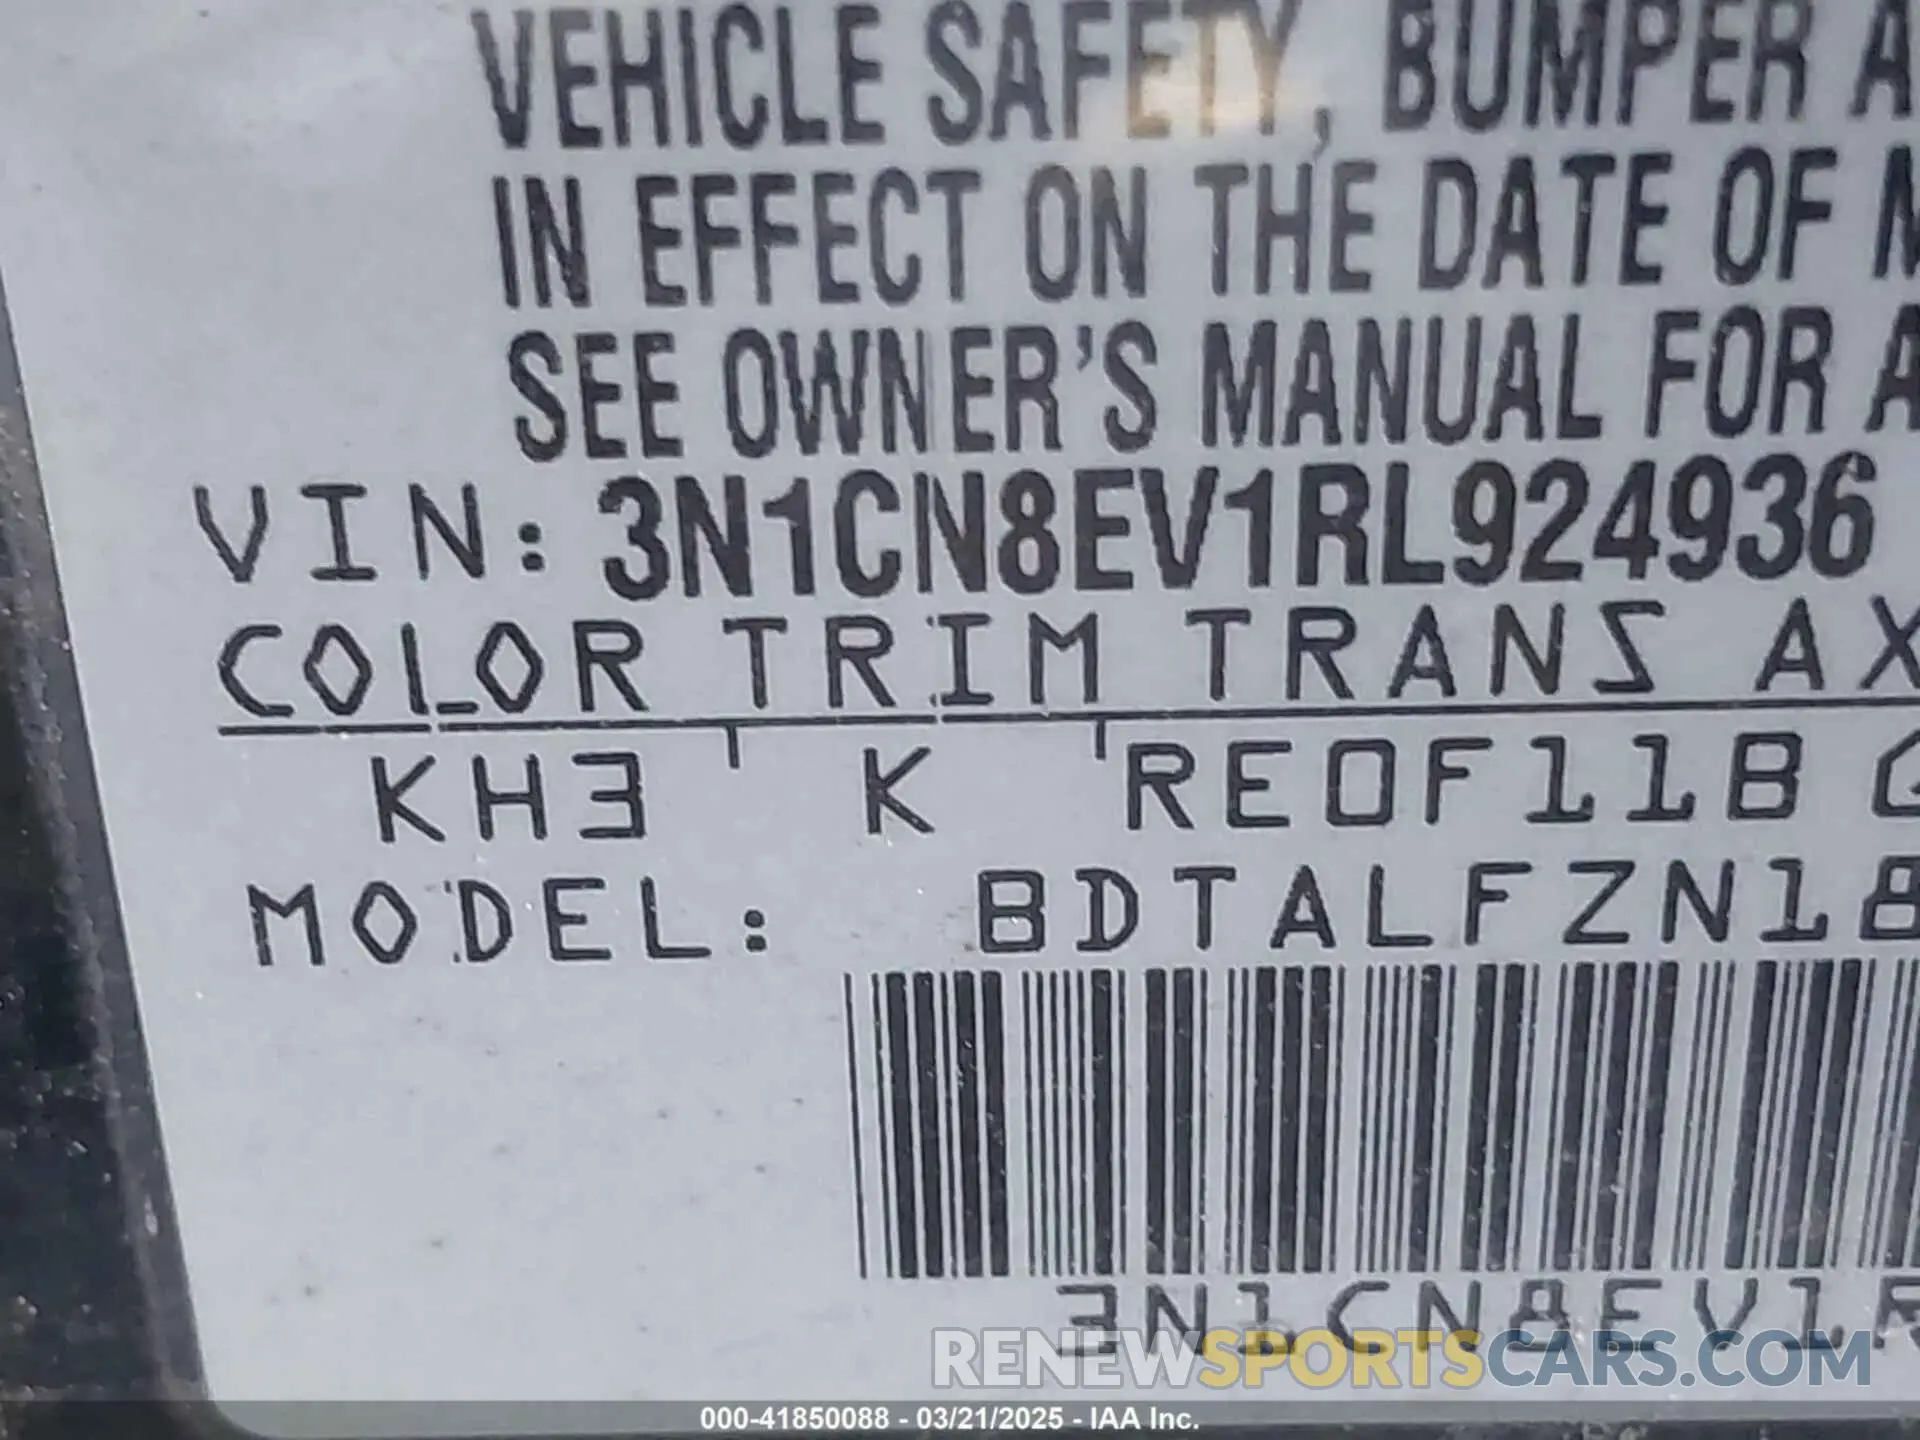 VEHICLE SAFETY, BUMPER A
IN EFFECT ON THE DATE OF M
SEE OWNER'S MANUAL FOR A
VIN: 3N1CN8EV1RL924936
COLOR TRIM TRANS AX
KH3 K RE0F11B
MODEL: BDTALFZN18
3N1CN8EV1R
RENEWSPORTSCARS.COM
000-41850088 - 03/21/2025 - IAA Inc.